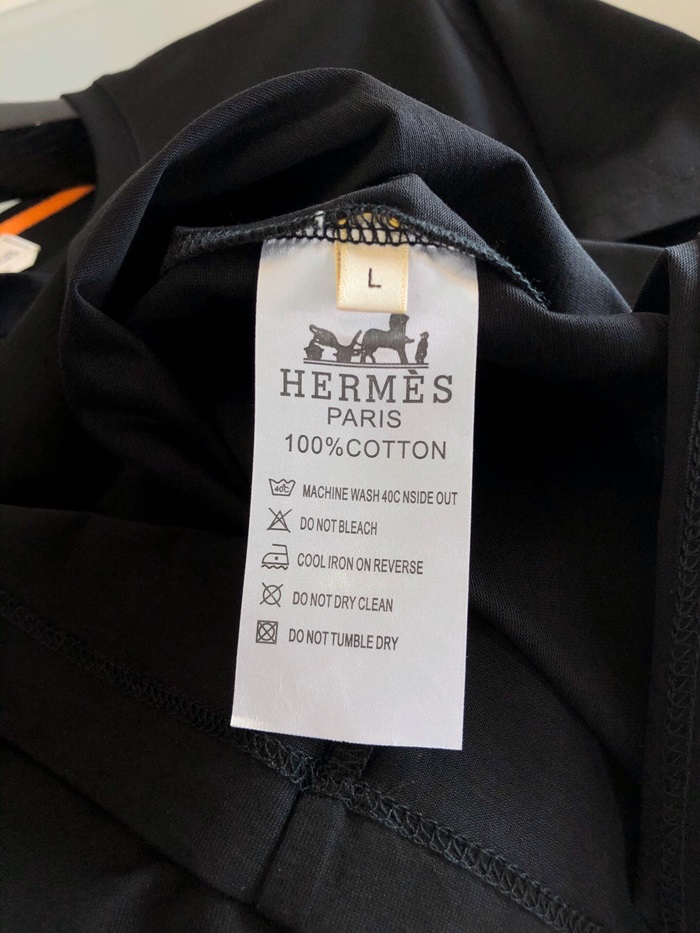 L
HERMÈS
PARIS
100%COTTON
40C
MACHINE WASH 40C NSIDE OUT
DO NOT BLEACH
COOL IRON ON REVERSE
DO NOT DRY CLEAN
DO NOT TUMBLE DRY